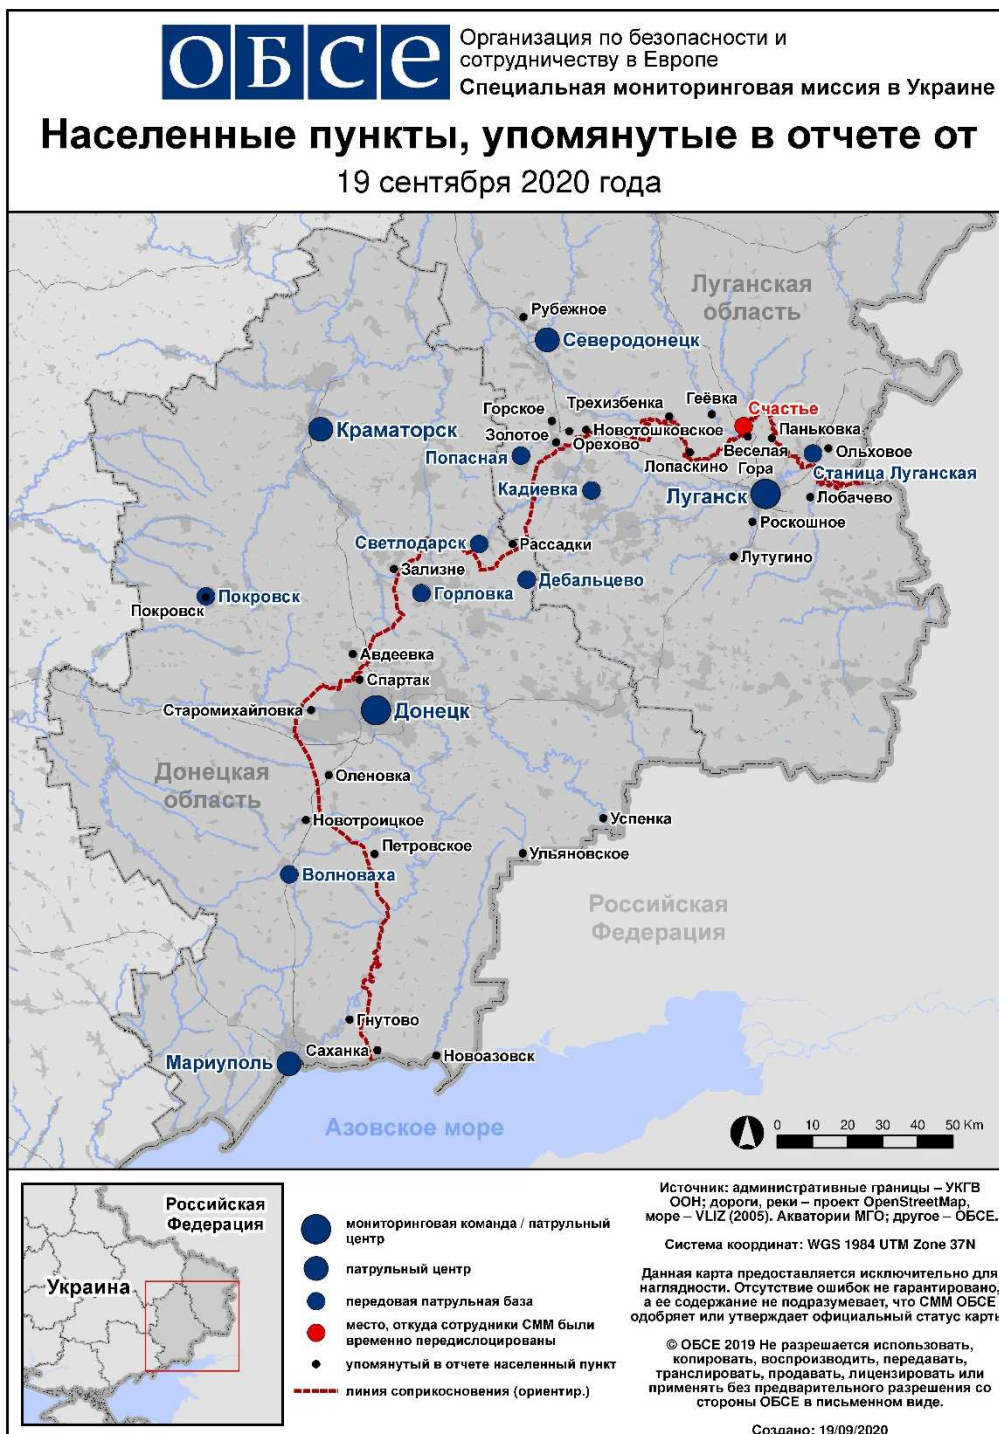 ОБСЕ
Организация по безопасности и
сотрудничеству в Европе
Специальная мониторинговая миссия в Украине
Населенные пункты, упомянутые в отчете от
19 сентября 2020 года
Луганская
область
Рубежное
Северодонецк
Трехизбенка
Геёвка
Горское
Счастье
Краматорск
Золотое
Новотошковское
Паньковка
Орехово
Веселая
Гора
Ольховое
Попасная
Лопаскино
Станица Луганская
Кадиевка
Луганск
Лобачево
Роскошное
Светлодарск
Рассадки
Лутугино
Зализне
Дебальцево
Покровск
Покровск
Горловка
Авдеевка
Спартак
Старомихайловка
Донецк
Донецкая
область
Оленовка
Новотроицкое
Успенка
Петровское
Ульяновское
Волноваха
Российская
Федерация
Гнутово
Саханка
Новоазовск
Мариуполь
Азовское море
0 10 20 30 40 50 Km
Российская
Федерация
Украина
мониторинговая команда / патрульный
центр
патрульный центр
передовая патрульная база
место, откуда сотрудники СММ были
временно передислоцированы
упомянутый в отчете населенный пункт
линия соприкосновения (ориентир.)
Источник: административные границы – УКГВ
ООН; дороги, реки – проект OpenStreetMap,
море – VLIZ (2005). Акватории МГО; другое – ОБСЕ.
Система координат: WGS 1984 UTM Zone 37N
Данная карта предоставляется исключительно для
наглядности. Отсутствие ошибок не гарантировано,
а ее содержание не подразумевает, что СММ ОБСЕ
одобряет или утверждает официальный статус карты
© ОБСЕ 2019 Не разрешается использовать,
копировать, воспроизводить, передавать,
транслировать, продавать, лицензировать или
применять без предварительного разрешения со
стороны ОБСЕ в письменном виде.
Создано: 19/09/2020